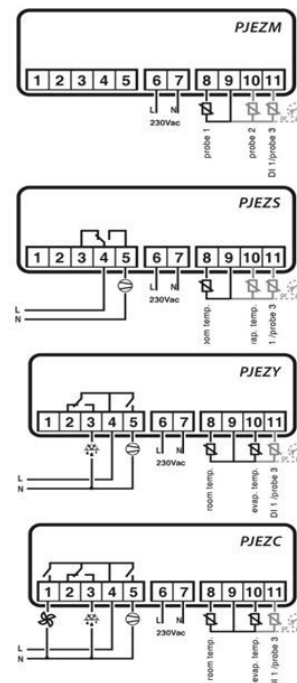 PJEZM
1 2 3 4 5 6 7 8 9 10 11
L N
230Vac
probe 1
probe 2
DI 1/probe 3
PJEZS
1 2 3 4 5 6 7 8 9 10 11
L N
230Vac
L
N
oom temp.
vap. temp.
1 /probe 3
PJEZY
1 2 3 4 5 6 7 8 9 10 11
L N
230Vac
L
N
room temp.
evap. temp.
DI 1/probe 3
PJEZC
1 2 3 4 5 6 7 8 9 10 11
L N
230Vac
L
N
room temp.
evap. temp.
DI 1/probe 3